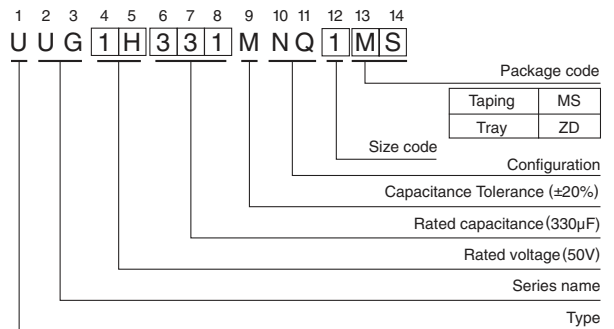 1 2 3 4 5 6 7 8 9 10 11 12 13 14
U U G 1 H 3 3 1 M N Q 1 M S
Package code
Taping MS
Tray ZD
Size code
Configuration
Capacitance Tolerance (±20%)
Rated capacitance (330µF)
Rated voltage (50V)
Series name
Type